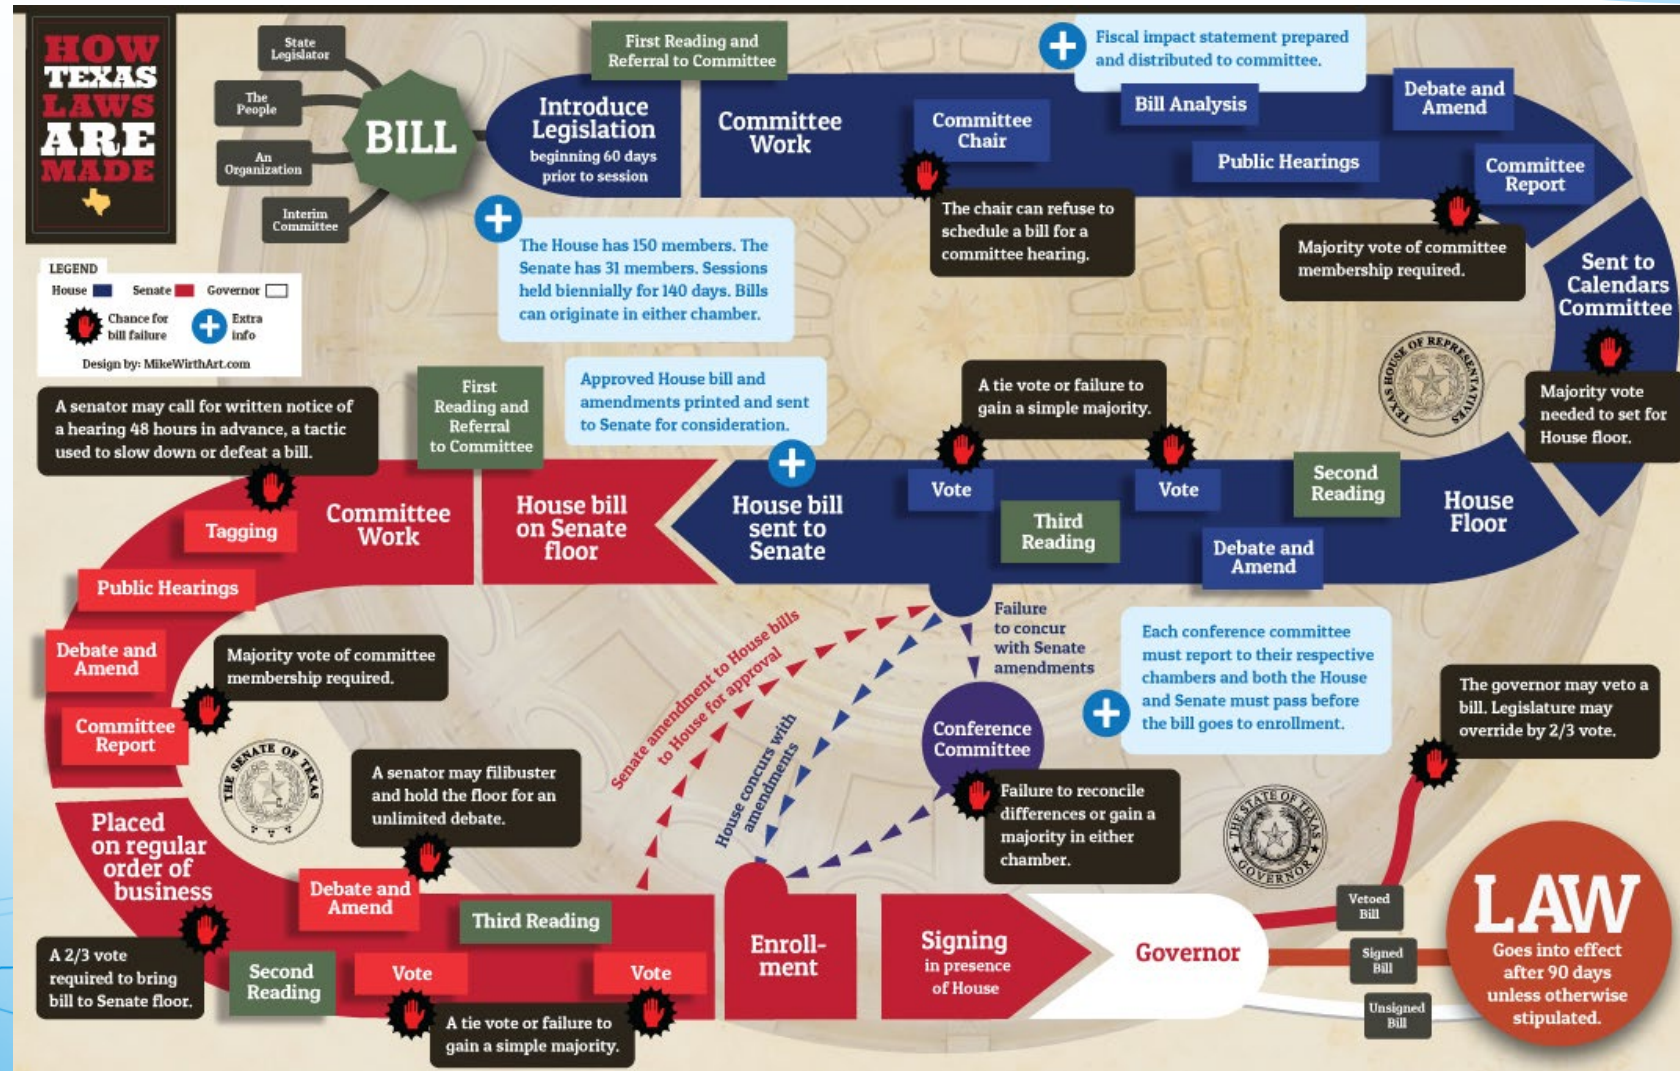 HOW
TEXAS
LAWS
ARE
MADE
State
Legislator
The
People
An
Organization
Interim
Committee
BILL
First Reading and
Referral to Committee
Introduce
Legislation
beginning 60 days
prior to session
Committee
Work
Committee
Chair
Fiscal impact statement prepared
and distributed to committee.
Bill Analysis
Debate and
Amend
Public Hearings
Committee
Report
The chair can refuse to
schedule a bill for a
committee hearing.
Majority vote of committee
membership required.
The House has 150 members. The
Senate has 31 members. Sessions
held biennially for 140 days. Bills
can originate in either chamber.
LEGEND
House
Senate
Governor
Chance for
bill failure
Extra
info
Design by: MikeWirthArt.com
Sent to
Calendars
Committee
Majority vote
needed to set for
House floor.
TEXAS HOUSE OF REPRESENTATIVES
House
Floor
Second
Reading
Debate and
Amend
Vote
Third
Reading
Vote
A tie vote or failure to
gain a simple majority.
Approved House bill and
amendments printed and sent
to Senate for consideration.
House bill
sent to
Senate
House bill
on Senate
floor
First
Reading and
Referral
to Committee
Committee
Work
A senator may call for written notice of
a hearing 48 hours in advance, a tactic
used to slow down or defeat a bill.
Tagging
Public Hearings
Debate and
Amend
Committee
Report
Majority vote of committee
membership required.
THE SENATE OF TEXAS
Placed
on regular
order of
business
A 2/3 vote
required to bring
bill to Senate floor.
Second
Reading
Debate and
Amend
A senator may filibuster
and hold the floor for an
unlimited debate.
Vote
Third Reading
Vote
A tie vote or failure to
gain a simple majority.
Senate amendment to House bills
to House for approval
House concurs with
amendments
Failure
to concur
with Senate
amendments
Conference
Committee
Each conference committee
must report to their respective
chambers and both the House
and Senate must pass before
the bill goes to enrollment.
Failure to reconcile
differences or gain a
majority in either
chamber.
Enroll-
ment
Signing
in presence
of House
Governor
THE STATE OF TEXAS
GOVERNOR
The governor may veto a
bill. Legislature may
override by 2/3 vote.
Vetoed
Bill
Signed
Bill
Unsigned
Bill
LAW
Goes into effect
after 90 days
unless otherwise
stipulated.